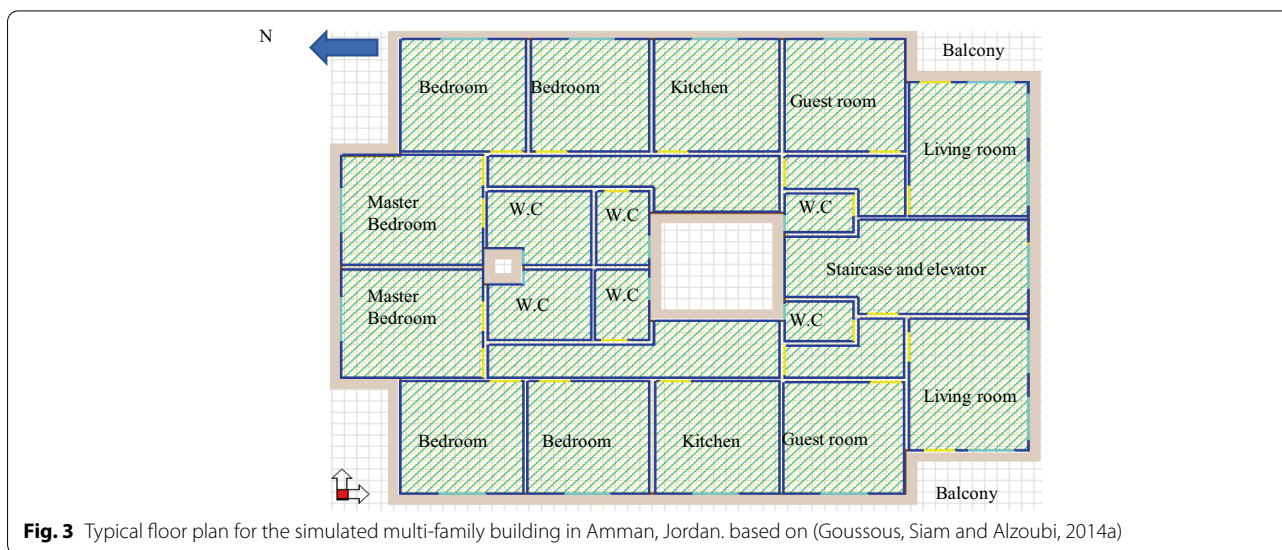 N
Balcony
Bedroom
Bedroom
Kitchen
Guest room
Living room
Master
Bedroom
W.C
W.C
W.C
Staircase and elevator
Master
Bedroom
W.C
W.C
W.C
Living room
Bedroom
Bedroom
Kitchen
Guest room
Balcony
Fig. 3 Typical floor plan for the simulated multi-family building in Amman, Jordan. based on (Goussous, Siam and Alzoubi, 2014a)